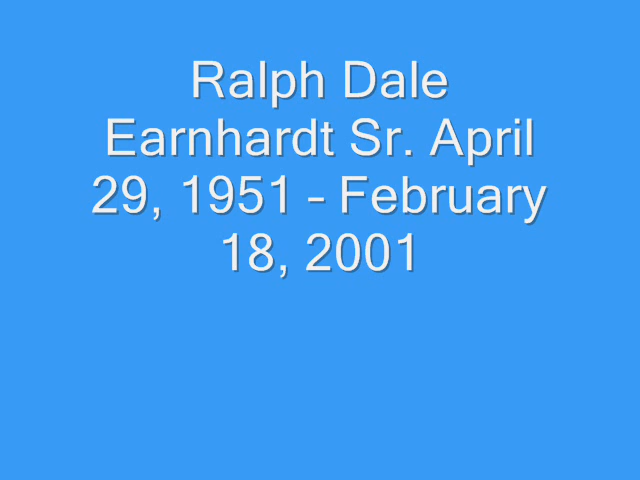 Ralph Dale
Earnhardt Sr. April
29, 1951 – February
18, 2001